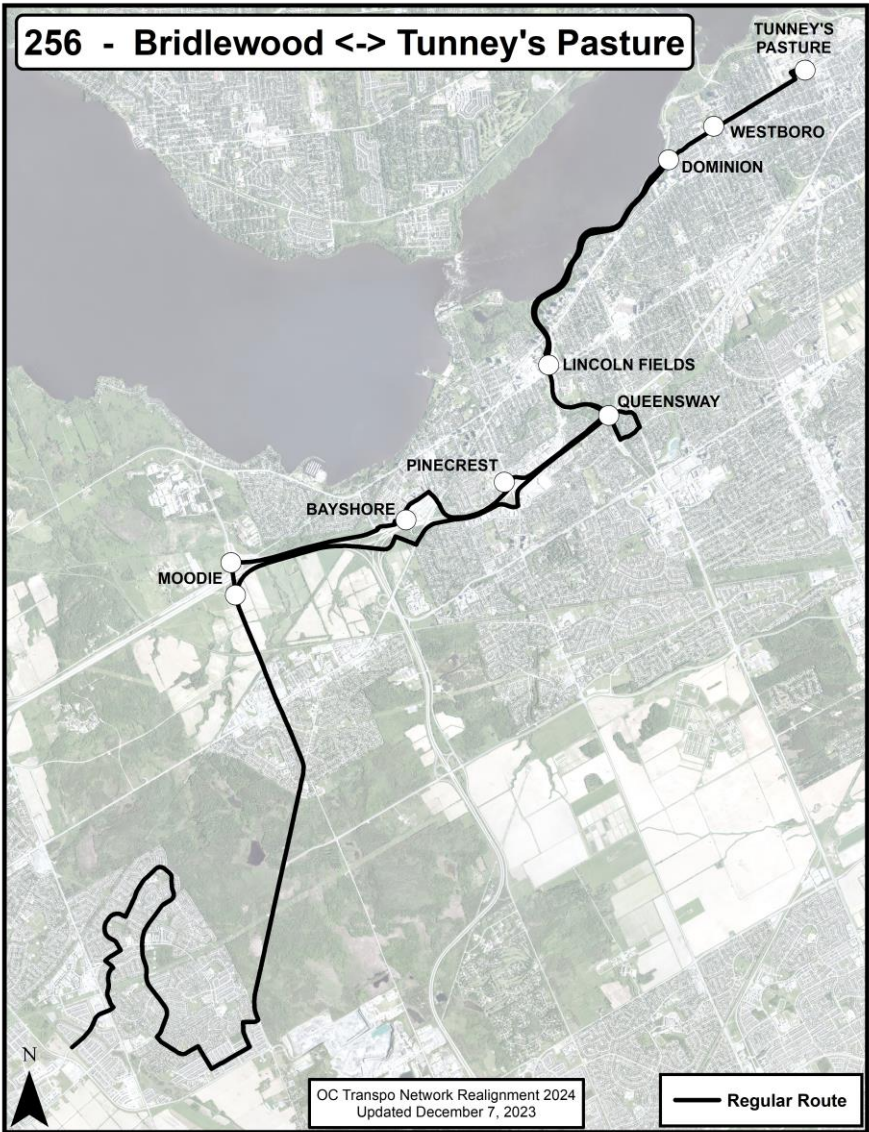 256 - Bridlewood <-> Tunney's Pasture
TUNNEY'S
PASTURE
WESTBORO
DOMINION
LINCOLN FIELDS
QUEENSWAY
PINECREST
BAYSHORE
MOODIE
N
OC Transpo Network Realignment 2024
Updated December 7, 2023
Regular Route